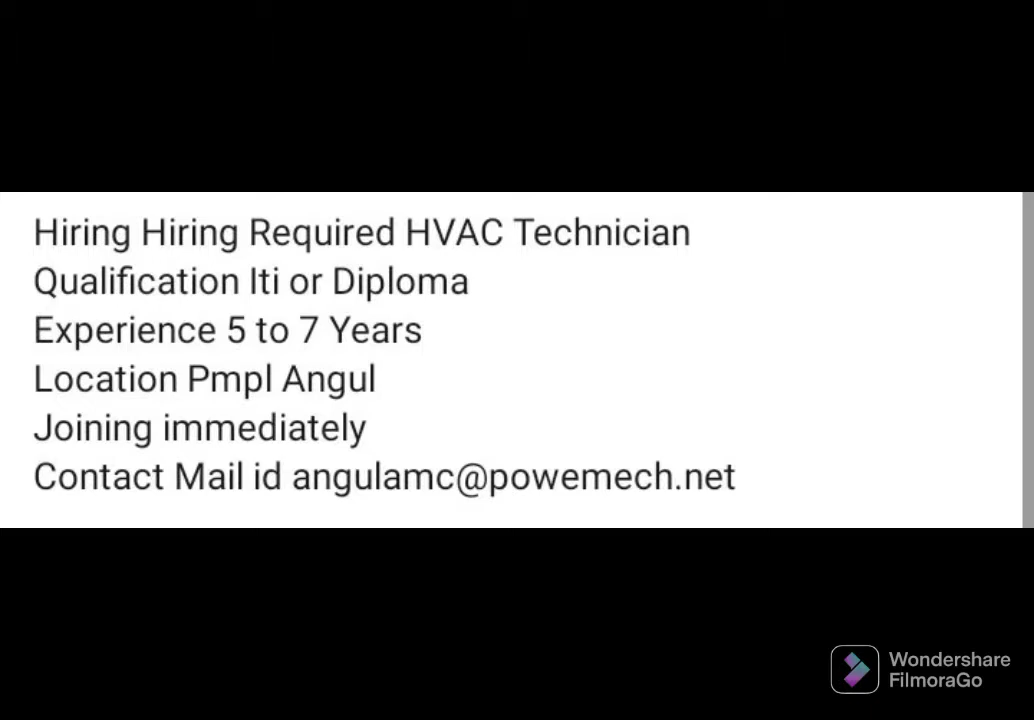 Hiring Hiring Required HVAC Technician
Qualification Iti or Diploma
Experience 5 to 7 Years
Location Pmpl Angul
Joining immediately
Contact Mail id angulamc@powemech.net
Wondershare
FilmoraGo